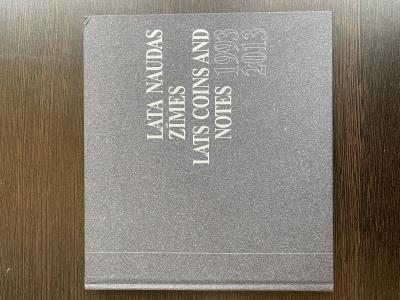 LATA NAUDAS
ZĪMES
LATS COINS AND
NOTES 1993
2013